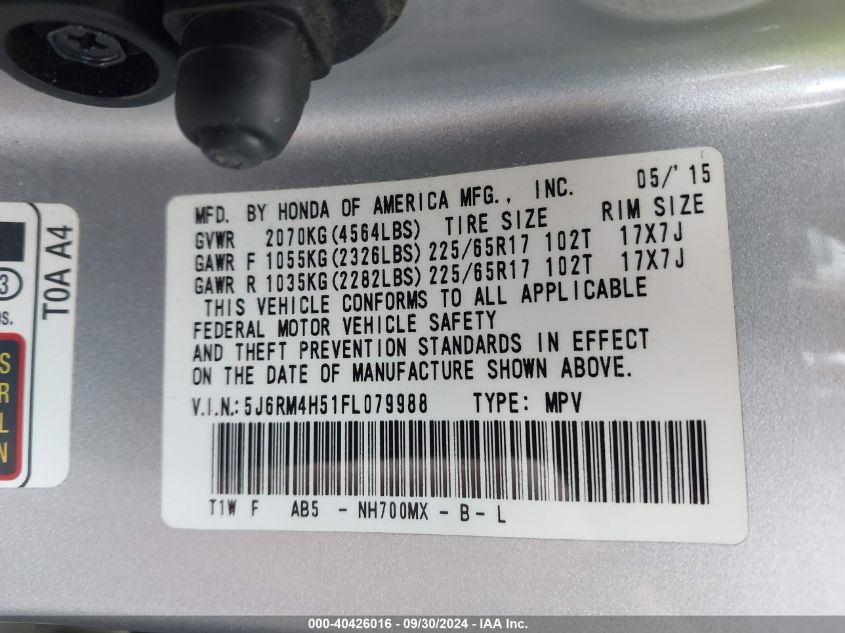 MFD. BY HONDA OF AMERICA MFG., INC. 05/'15
GVWR 2070KG(4564LBS) TIRE SIZE RIM SIZE
GAWR F 1055KG(2326LBS) 225/65R17 102T 17X7J
GAWR R 1035KG(2282LBS) 225/65R17 102T 17X7J
THIS VEHICLE CONFORMS TO ALL APPLICABLE
FEDERAL MOTOR VEHICLE SAFETY
AND THEFT PREVENTION STANDARDS IN EFFECT
ON THE DATE OF MANUFACTURE SHOWN ABOVE.
V.I.N.: 5J6RM4H51FL079988 TYPE: MPV
T1W F AB5 - NH700MX - B - L
T0A A4
3
S
R
L
N
000-40426016 - 09/30/2024 - IAA Inc.